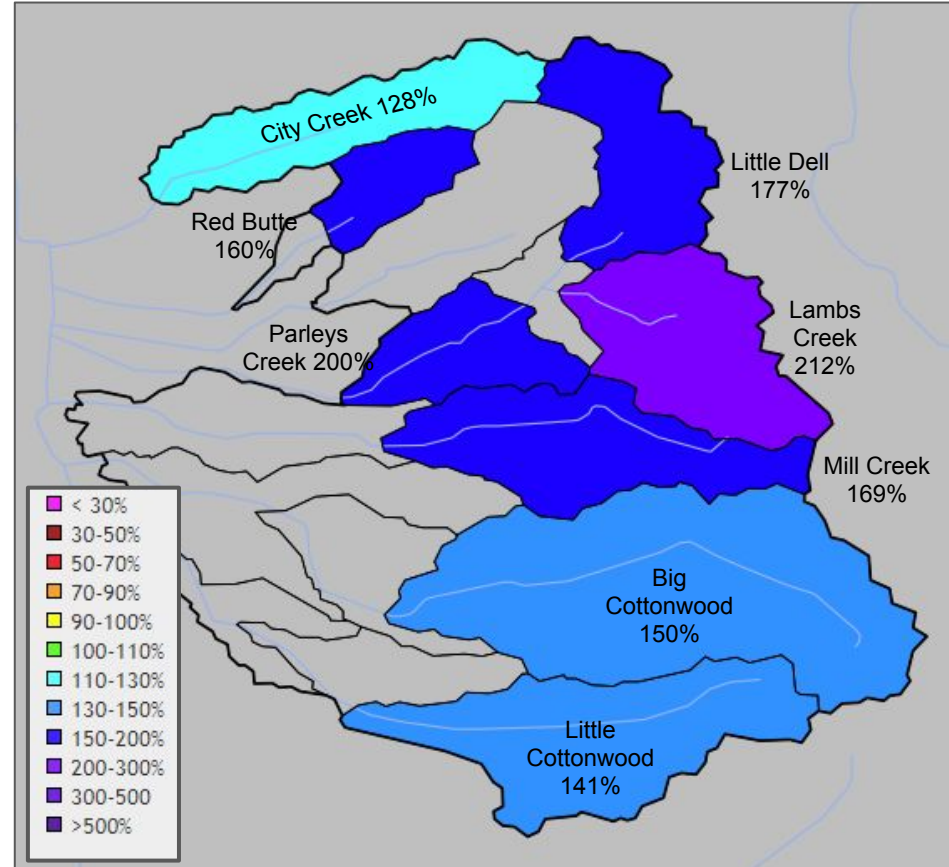 City Creek 128%
Little Dell
177%
Red Butte
160%
Lambs
Creek
212%
Parleys
Creek 200%
Mill Creek
169%
Big
Cottonwood
150%
Little
Cottonwood
141%
< 30%
30-50%
50-70%
70-90%
90-100%
100-110%
110-130%
130-150%
150-200%
200-300%
300-500
>500%